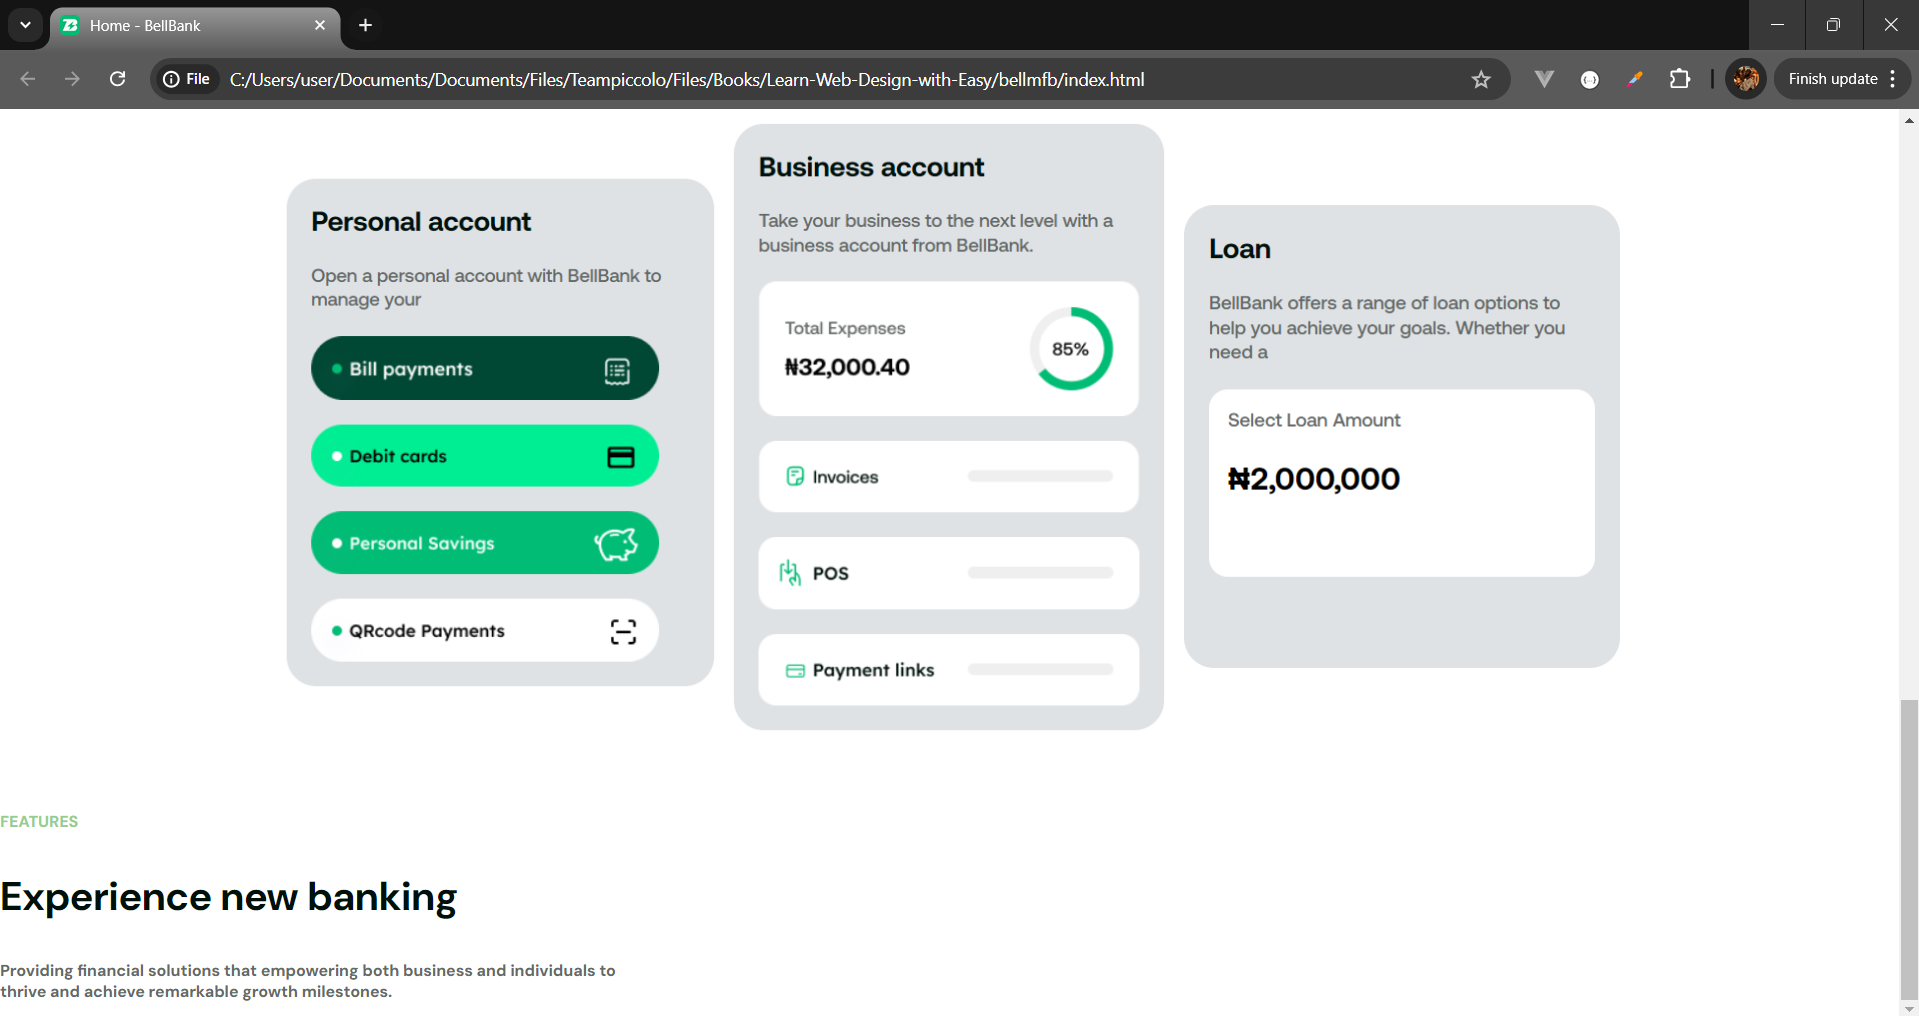 Home - BellBank
File
C:/Users/user/Documents/Documents/Files/Teampiccolo/Files/Books/Learn-Web-Design-with-Easy/bellmfb/index.html
Finish update
Personal account
Open a personal account with BellBank to
manage your
Bill payments
Debit cards
Personal Savings
QRcode Payments
Business account
Take your business to the next level with a
business account from BellBank.
Total Expenses
₦32,000.40
85%
Invoices
POS
Payment links
Loan
BellBank offers a range of loan options to
help you achieve your goals. Whether you
need a
Select Loan Amount
₦2,000,000
FEATURES
Experience new banking
Providing financial solutions that empowering both business and individuals to
thrive and achieve remarkable growth milestones.